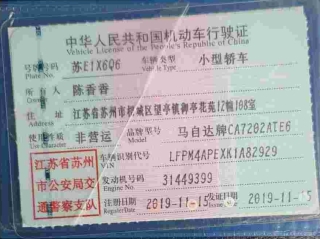 中华人民共和国机动车行驶证
Vehicle License of the People's Republic of China
号牌号码 苏E1X6Q6 车辆类型 小型轿车
Plate No. Vehicle Type
所有人 陈香香
Owner
住址 江苏省苏州市相城区望亭镇御亭花苑12幢108室
Address
使用性质 非营运 品牌型号 马自达牌CA7202ATE6
Use Character Model
江苏省苏州市公安局交通警察支队
车辆识别代号 LFPM4APEXK1A82929
VIN
发动机号码 31449399
Engine No.
注册日期 2019-11-15 发证日期 2019-11-15
Register Date Issue Date